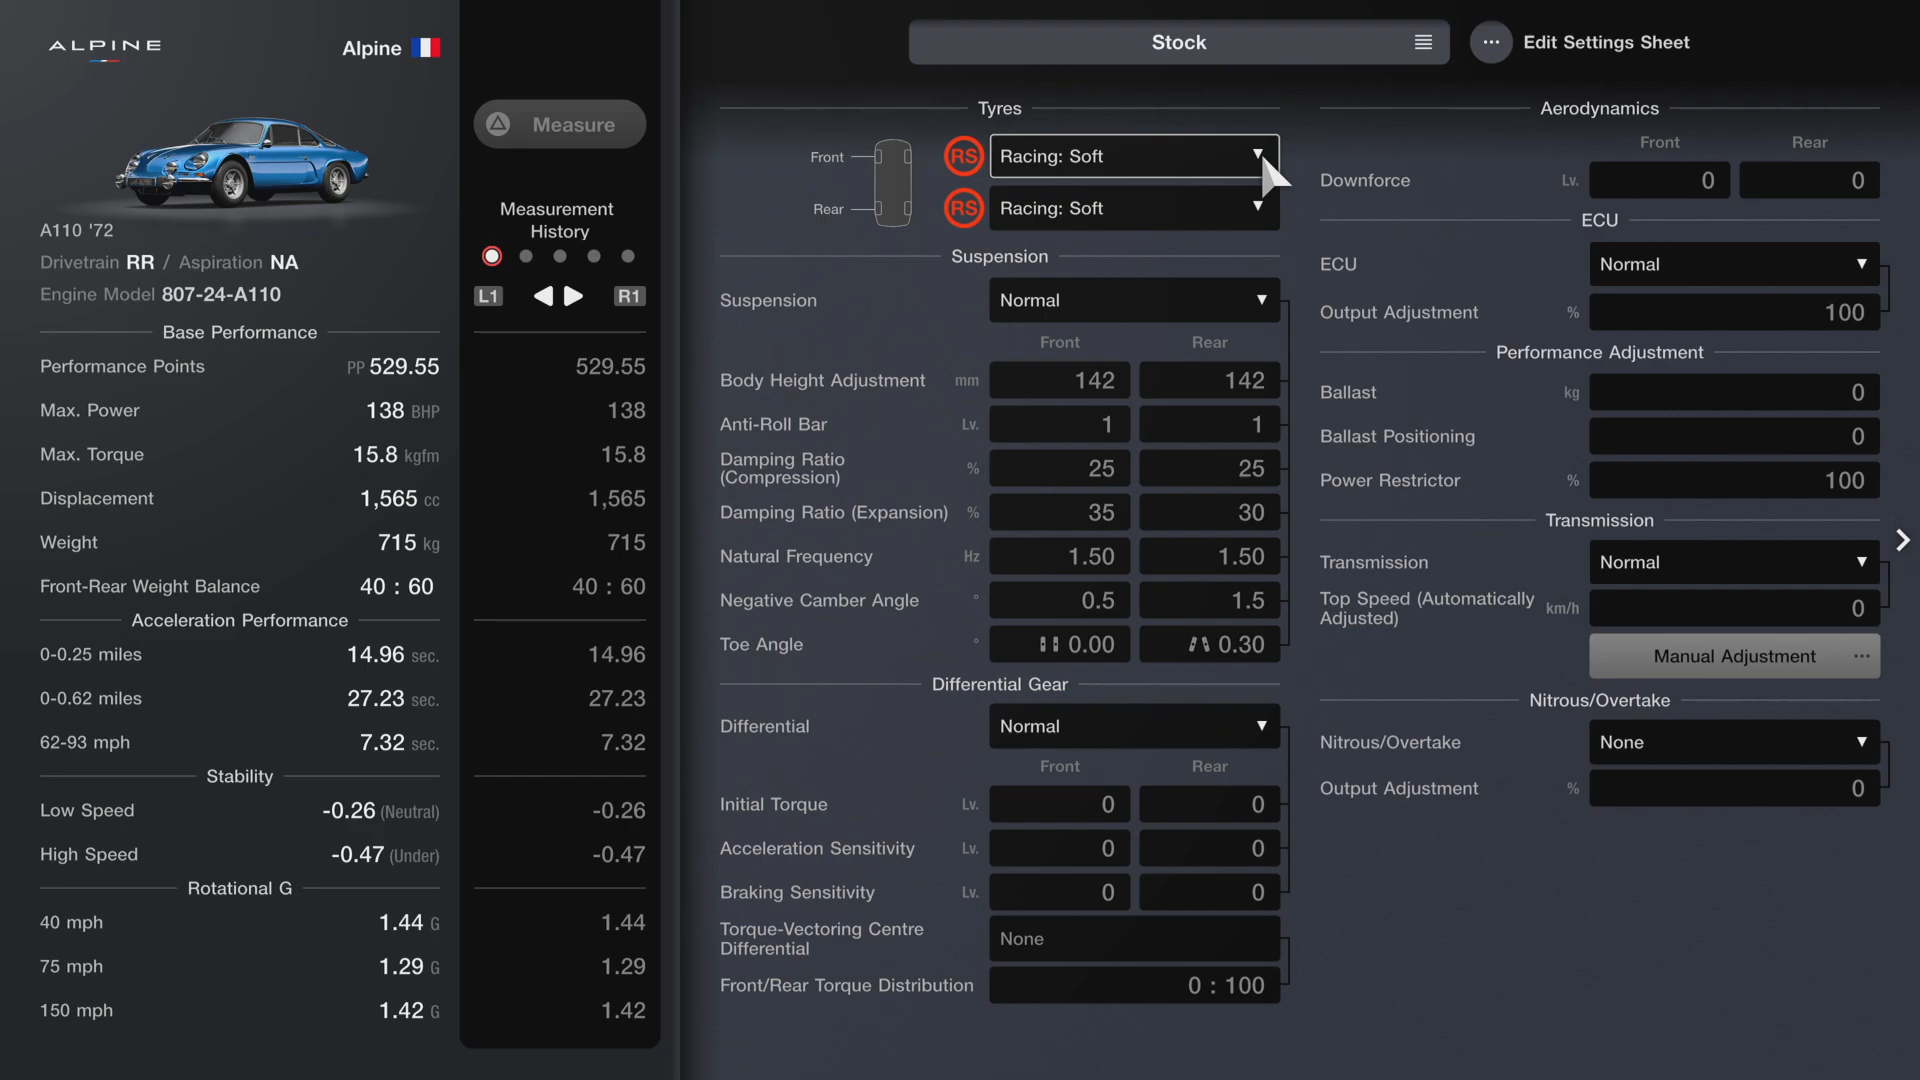 ALPINE
Alpine
A110 '72
Drivetrain RR / Aspiration NA
Engine Model 807-24-A110
Base Performance
Performance Points PP 529.55
Max. Power 138 BHP
Max. Torque 15.8 kgfm
Displacement 1,565 cc
Weight 715 kg
Front-Rear Weight Balance 40 : 60
Acceleration Performance
0-0.25 miles 14.96 sec.
0-0.62 miles 27.23 sec.
62-93 mph 7.32 sec.
Stability
Low Speed -0.26 (Neutral)
High Speed -0.47 (Under)
Rotational G
40 mph 1.44 G
75 mph 1.29 G
150 mph 1.42 G
Measure
Measurement
History
L1 R1
529.55
138
15.8
1,565
715
40 : 60
14.96
27.23
7.32
-0.26
-0.47
1.44
1.29
1.42
Stock
Edit Settings Sheet
Tyres
Front RS Racing: Soft
Rear RS Racing: Soft
Suspension
Suspension Normal
Front Rear
Body Height Adjustment mm 142 142
Anti-Roll Bar Lv. 1 1
Damping Ratio
(Compression) % 25 25
Damping Ratio (Expansion) % 35 30
Natural Frequency Hz 1.50 1.50
Negative Camber Angle ° 0.5 1.5
Toe Angle ° 0.00 0.30
Differential Gear
Differential Normal
Front Rear
Initial Torque Lv. 0 0
Acceleration Sensitivity Lv. 0 0
Braking Sensitivity Lv. 0 0
Torque-Vectoring Centre
Differential None
Front/Rear Torque Distribution 0 : 100
Aerodynamics
Front Rear
Downforce Lv. 0 0
ECU
ECU Normal
Output Adjustment % 100
Performance Adjustment
Ballast kg 0
Ballast Positioning 0
Power Restrictor % 100
Transmission
Transmission Normal
Top Speed (Automatically
Adjusted) km/h 0
Manual Adjustment
Nitrous/Overtake
Nitrous/Overtake None
Output Adjustment % 0